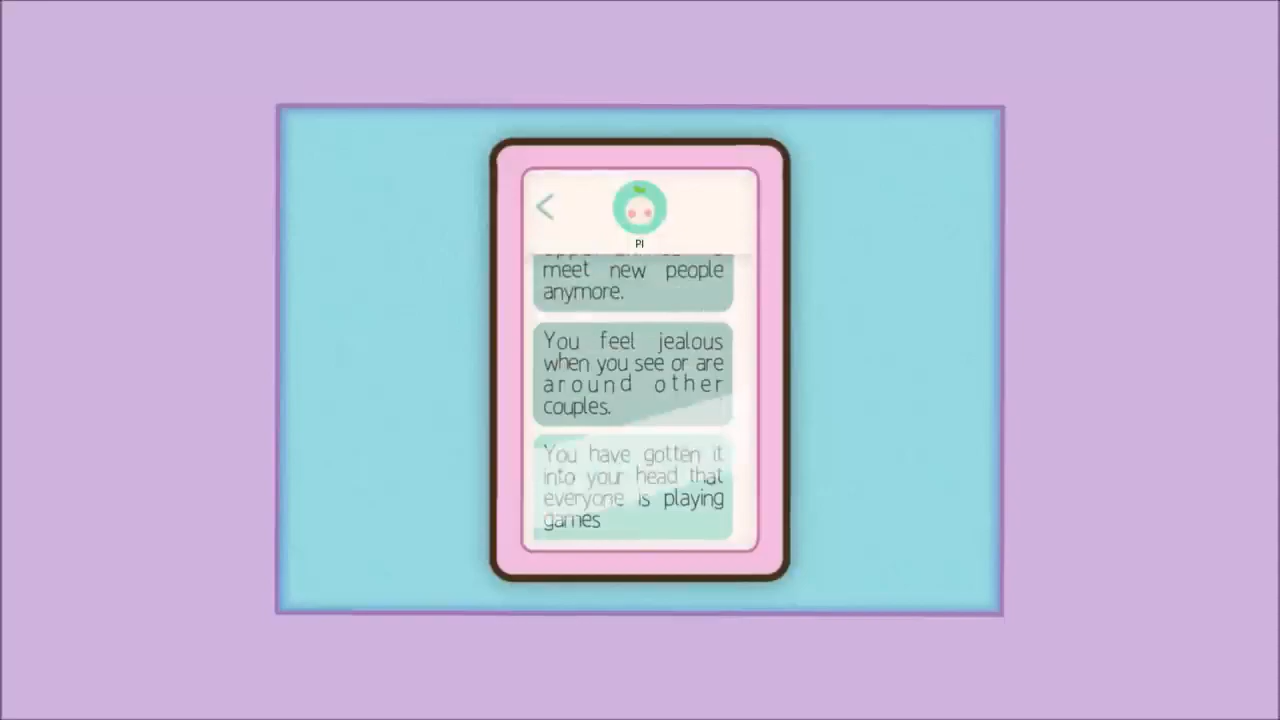 PI
meet new people
anymore.
You feel jealous
when you see or are
around other
couples.
You have gotten it
into your head that
everyone is playing
games